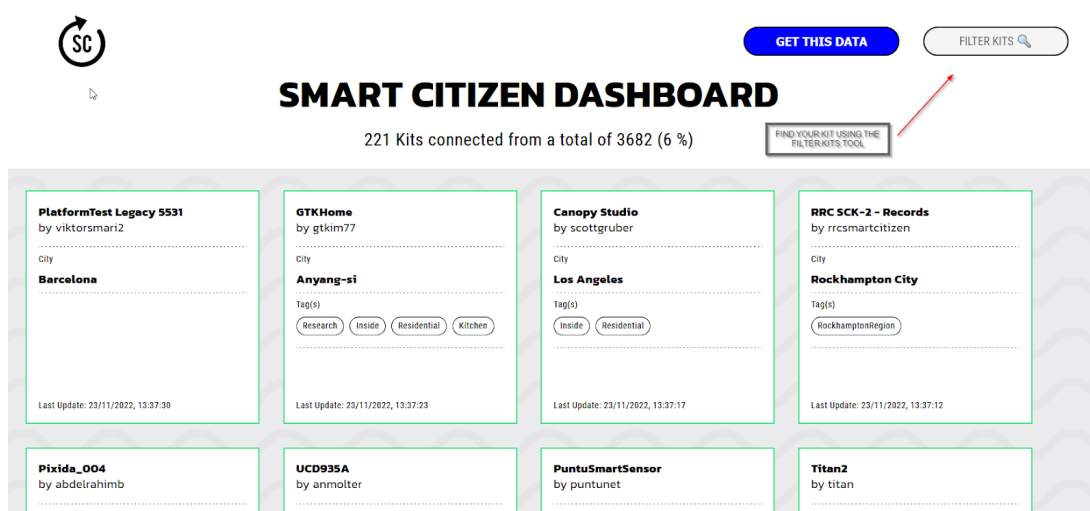 SC
GET THIS DATA
FILTER KITS
SMART CITIZEN DASHBOARD
221 Kits connected from a total of 3682 (6 %)
FIND YOUR KIT USING THE
FILTER KITS TOOL
PlatformTest Legacy 5531
by viktorsmari2
City
Barcelona
Last Update: 23/11/2022, 13:37:30
GTKHome
by gtkim77
City
Anyang-si
Tag(s)
Research Inside Residential Kitchen
Last Update: 23/11/2022, 13:37:23
Canopy Studio
by scottgruber
City
Los Angeles
Tag(s)
Inside Residential
Last Update: 23/11/2022, 13:37:17
RRC SCK-2 - Records
by rrcsmartcitizen
City
Rockhampton City
Tag(s)
RockhamptonRegion
Last Update: 23/11/2022, 13:37:12
Pixida_004
by abdelrahimb
UCD935A
by anmolter
PuntuSmartSensor
by puntunet
Titan2
by titan